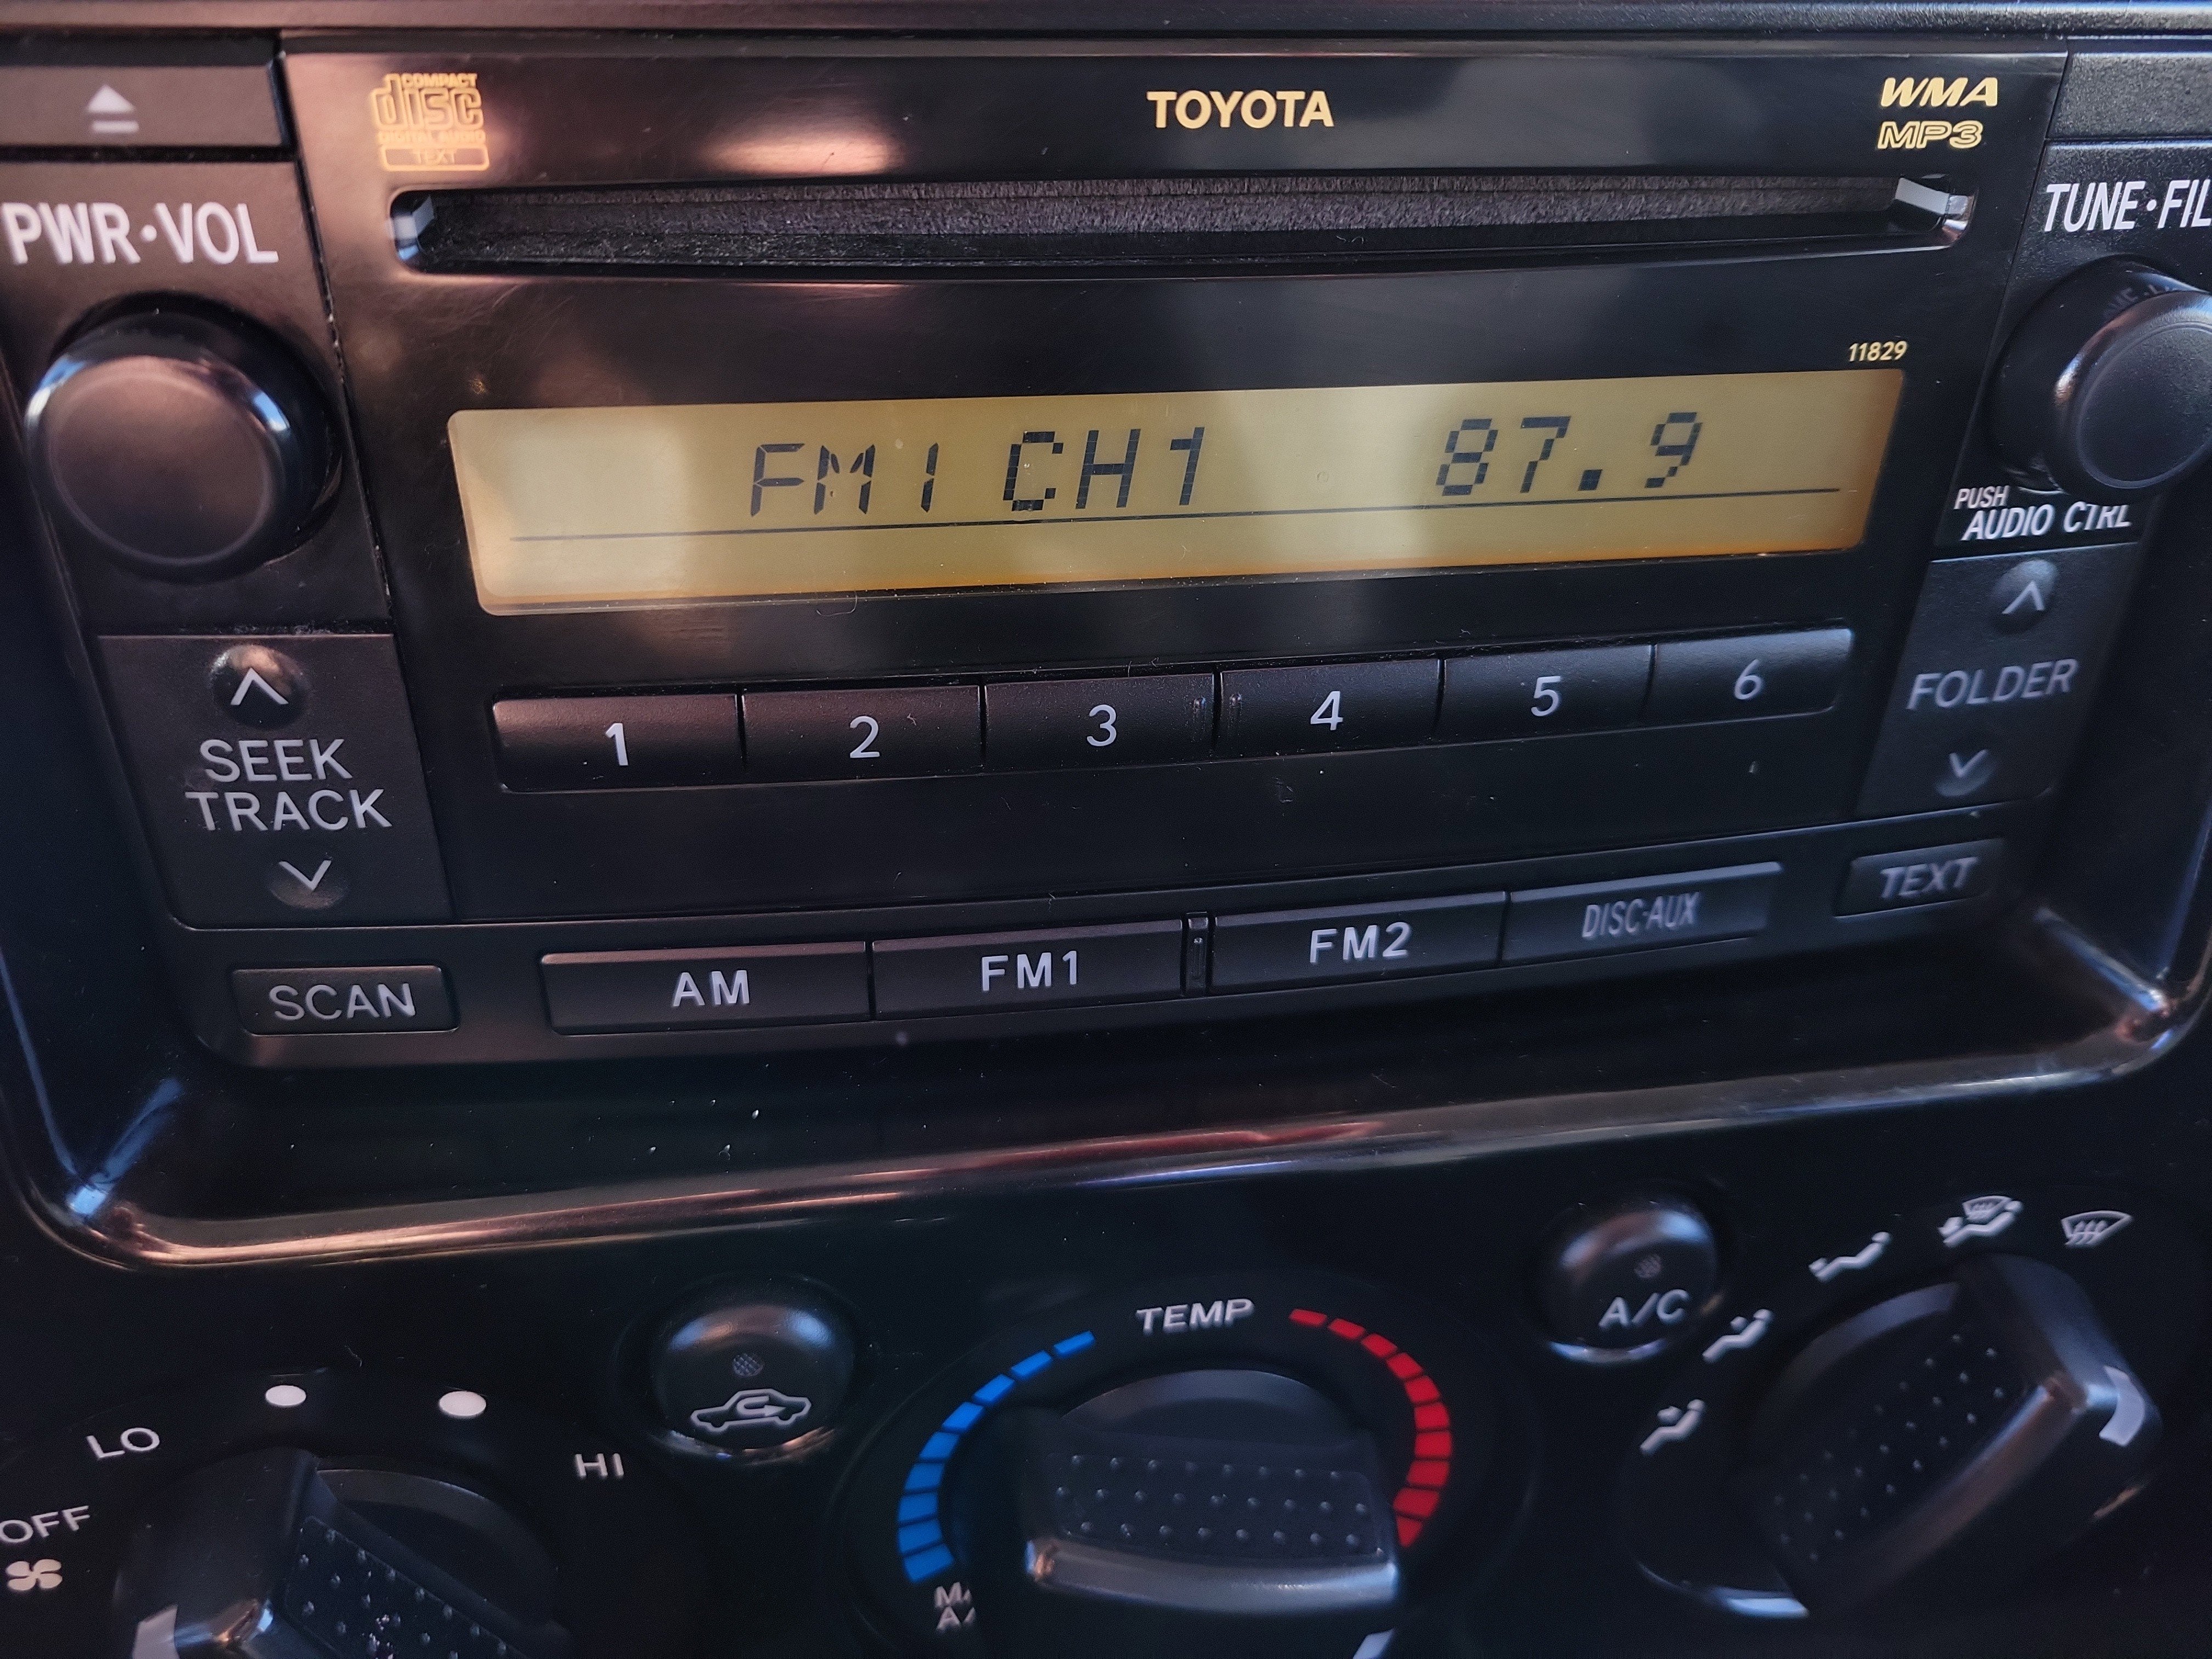 COMPACT
disc
DIGITAL AUDIO
TEXT
TOYOTA
WMA
MP3
PWR·VOL
11829
FM1 CH1 87.9
PUSH
AUDIO CTRL
SEEK
TRACK
1 2 3 4 5 6
FOLDER
SCAN
AM
FM1
FM2
DISC·AUX
TEXT
TEMP
A/C
LO
HI
OFF